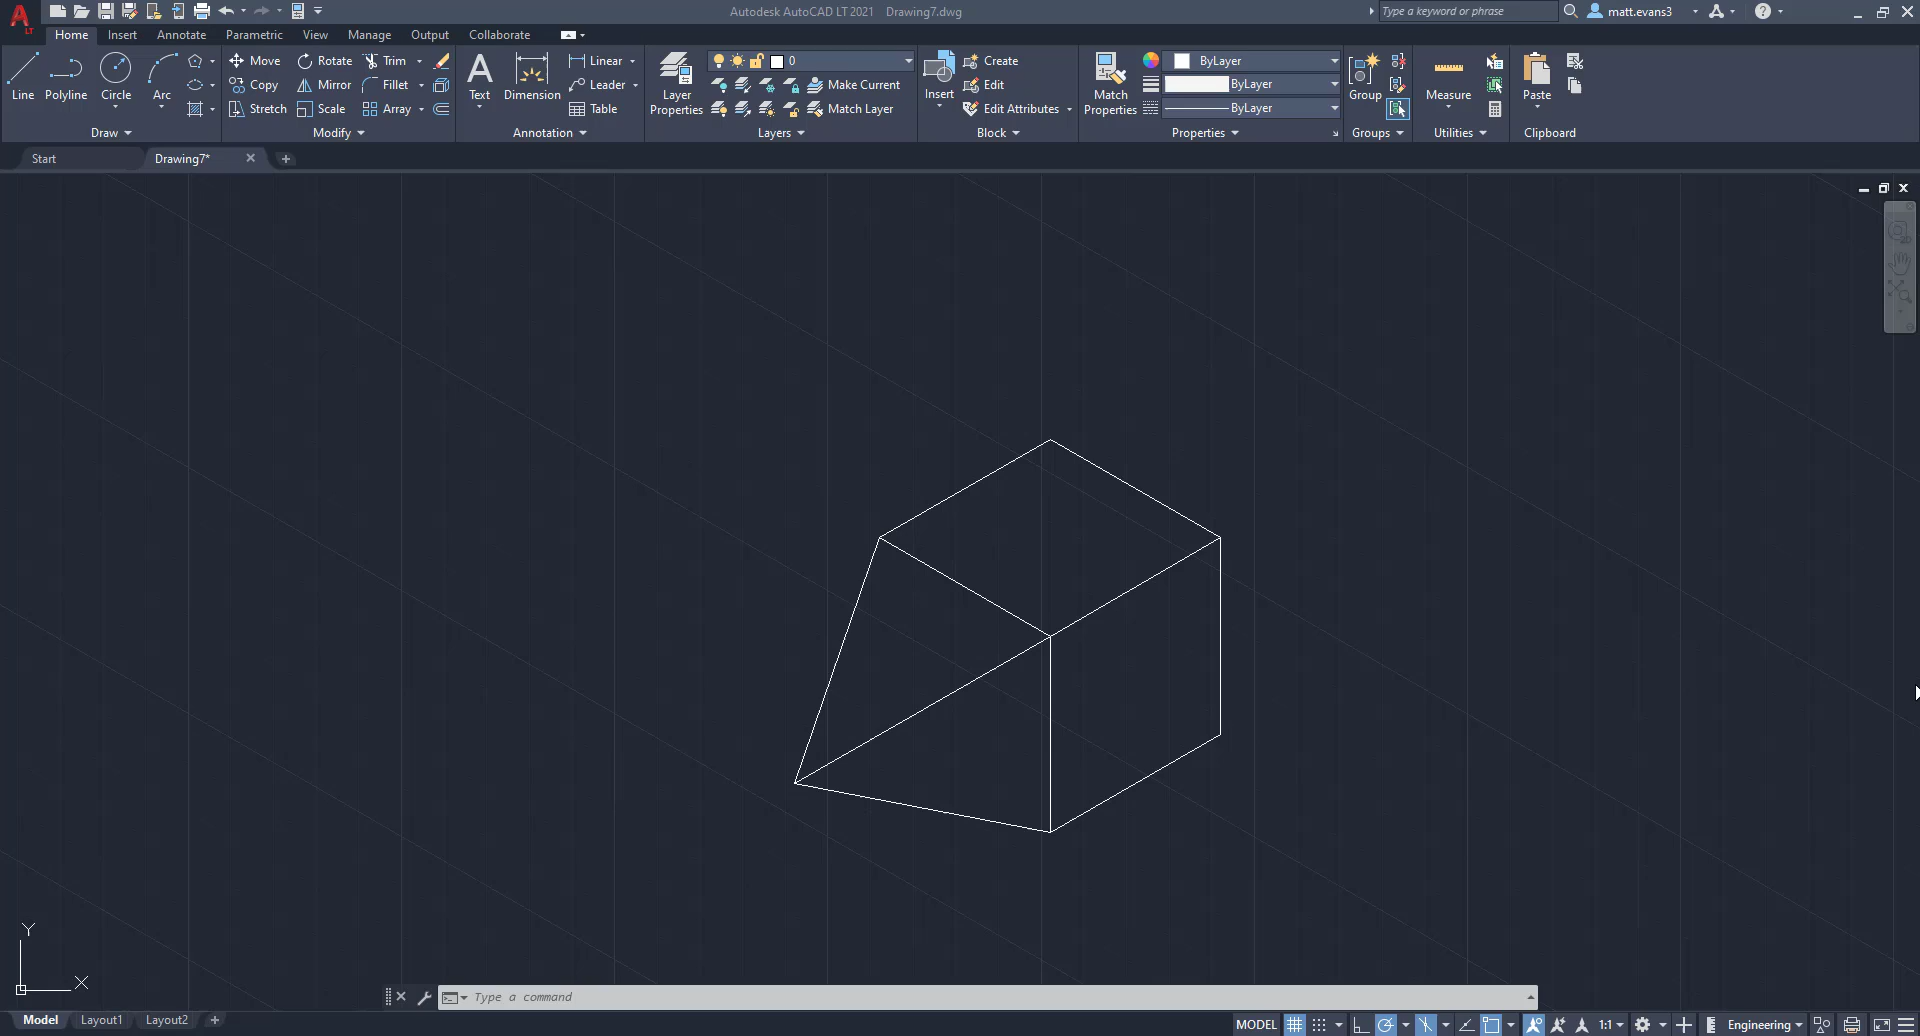 Autodesk AutoCAD LT 2021 Drawing7.dwg
Type a keyword or phrase
matt.evans3
LT
Home Insert Annotate Parametric View Manage Output Collaborate
Line Polyline Circle Arc
Move Rotate Trim
Copy Mirror Fillet
Stretch Scale Array
Text Dimension
Linear
Leader
Table
Layer Properties
0
Make Current
Match Layer
Insert
Create
Edit
Edit Attributes
Match Properties
ByLayer
ByLayer
ByLayer
Group
Measure
Paste
Draw Modify Annotation Layers Block Properties Groups Utilities Clipboard
Start Drawing7*
Y
X
Type a command
Model Layout1 Layout2
MODEL 1:1 Engineering